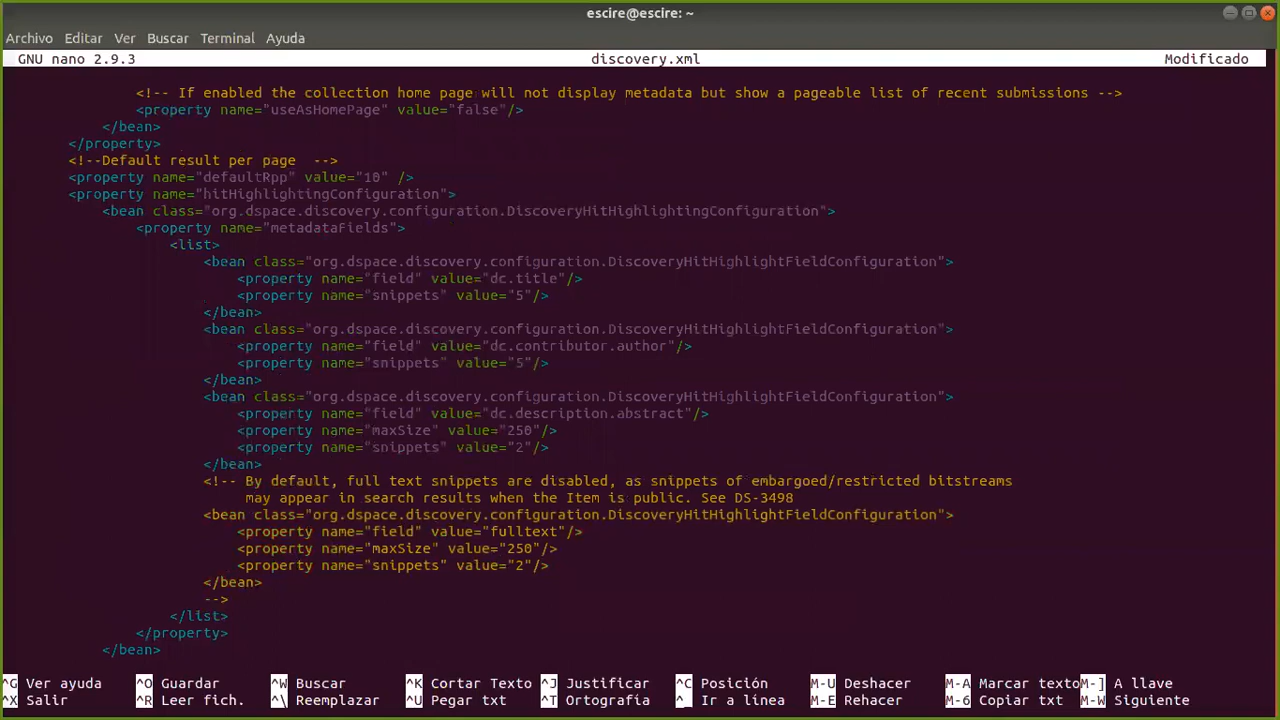 escire@escire: ~
Archivo Editar Ver Buscar Terminal Ayuda
GNU nano 2.9.3 discovery.xml Modificado
<!-- If enabled the collection home page will not display metadata but show a pageable list of recent submissions -->
<property name="useAsHomePage" value="false"/>
</bean>
</property>
<!--Default result per page  -->
<property name="defaultRpp" value="10" />
<property name="hitHighlightingConfiguration">
<bean class="org.dspace.discovery.configuration.DiscoveryHitHighlightingConfiguration">
<property name="metadataFields">
<list>
<bean class="org.dspace.discovery.configuration.DiscoveryHitHighlightFieldConfiguration">
<property name="field" value="dc.title"/>
<property name="snippets" value="5"/>
</bean>
<bean class="org.dspace.discovery.configuration.DiscoveryHitHighlightFieldConfiguration">
<property name="field" value="dc.contributor.author"/>
<property name="snippets" value="5"/>
</bean>
<bean class="org.dspace.discovery.configuration.DiscoveryHitHighlightFieldConfiguration">
<property name="field" value="dc.description.abstract"/>
<property name="maxSize" value="250"/>
<property name="snippets" value="2"/>
</bean>
<!-- By default, full text snippets are disabled, as snippets of embargoed/restricted bitstreams
may appear in search results when the Item is public. See DS-3498
<bean class="org.dspace.discovery.configuration.DiscoveryHitHighlightFieldConfiguration">
<property name="field" value="fulltext"/>
<property name="maxSize" value="250"/>
<property name="snippets" value="2"/>
</bean>
-->
</list>
</property>
</bean>
^G Ver ayuda ^O Guardar ^W Buscar ^K Cortar Texto ^J Justificar ^C Posición M-U Deshacer M-A Marcar texto M-] A llave
^X Salir ^R Leer fich. ^\ Reemplazar ^U Pegar txt ^T Ortografía ^_ Ir a línea M-E Rehacer M-6 Copiar txt M-W Siguiente